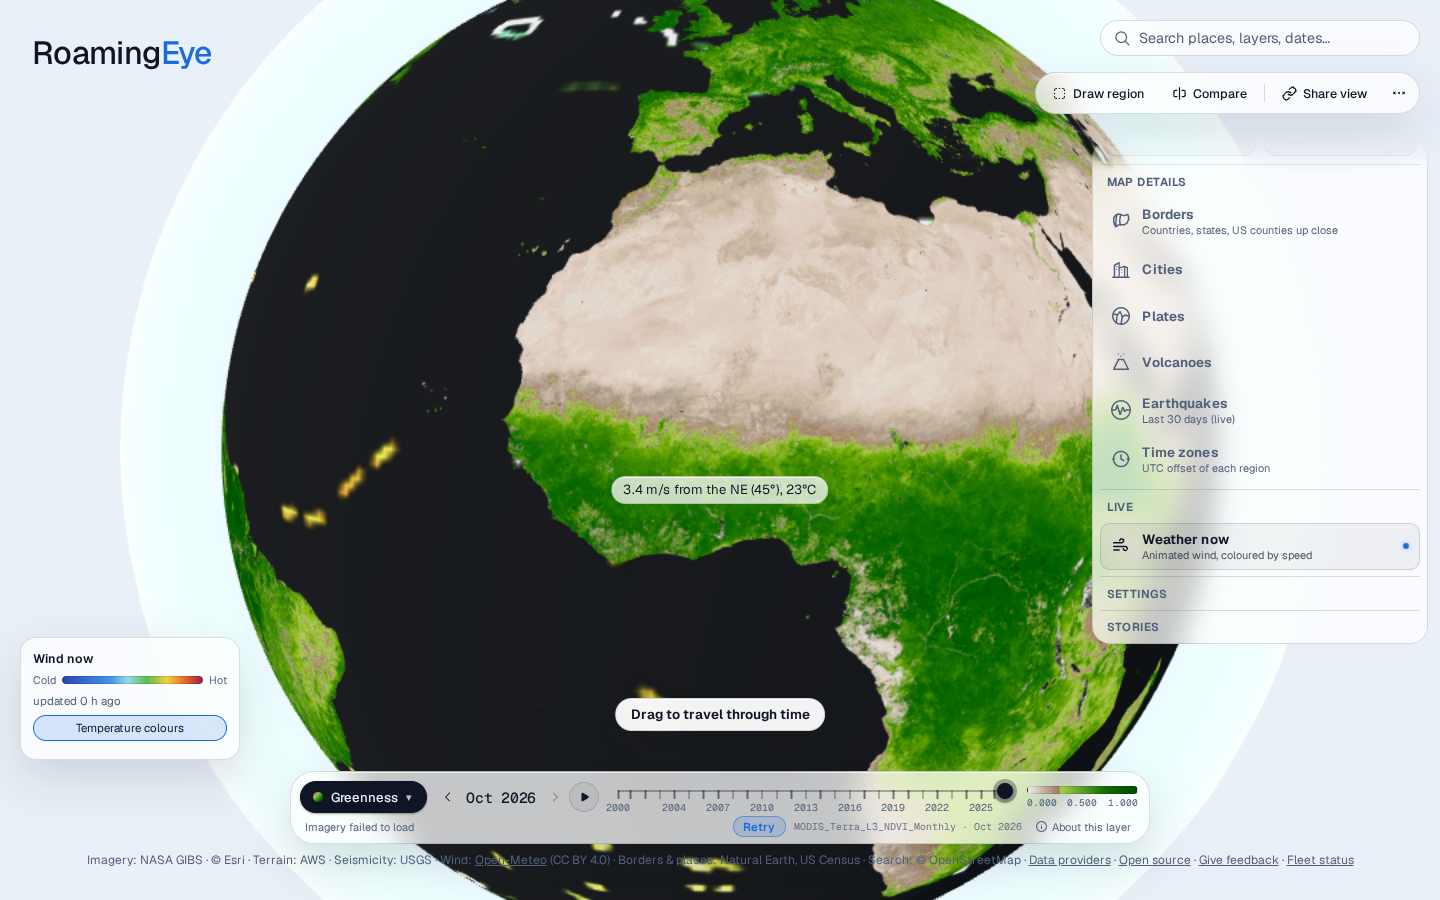 RoamingEye
Search places, layers, dates...
Draw region
Compare
Share view
MAP DETAILS
Borders
Countries, states, US counties up close
Cities
Plates
Volcanoes
Earthquakes
Last 30 days (live)
Time zones
UTC offset of each region
LIVE
Weather now
Animated wind, coloured by speed
SETTINGS
STORIES
3.4 m/s from the NE (45°), 23°C
Wind now
Cold Hot
updated 0 h ago
Temperature colours
Drag to travel through time
Greenness ▾
Oct 2026
2000 2004 2007 2010 2013 2016 2019 2022 2025
0.000 0.500 1.000
Imagery failed to load
Retry
MODIS_Terra_L3_NDVI_Monthly · Oct 2026
About this layer
Imagery: NASA GIBS · © Esri · Terrain: AWS · Seismicity: USGS · Wind: Open-Meteo (CC BY 4.0) · Borders & places: Natural Earth, US Census · Search: © OpenStreetMap · Data providers · Open source · Give feedback · Fleet status